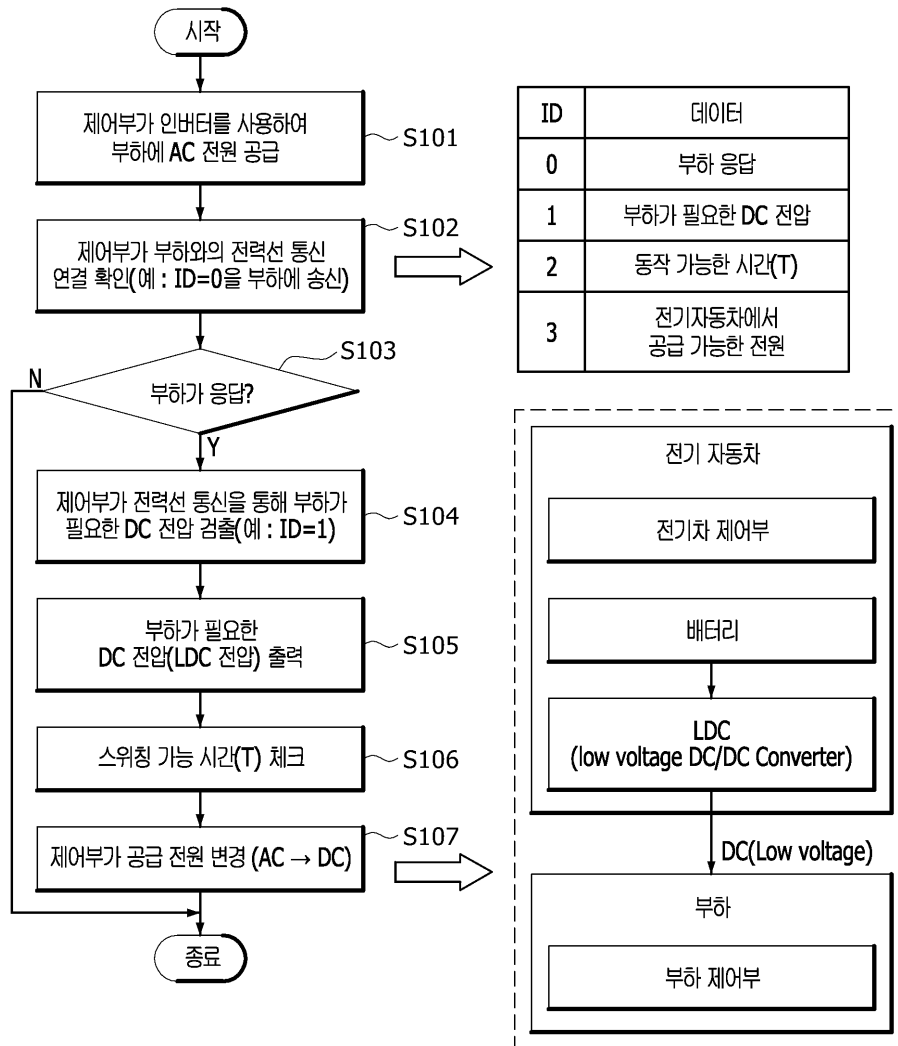 시작
제어부가 인버터를 사용하여
부하에 AC 전원 공급
S101
제어부가 부하와의 전력선 통신
연결 확인(예 : ID=0을 부하에 송신)
S102
부하가 응답?
S103
N
Y
제어부가 전력선 통신을 통해 부하가
필요한 DC 전압 검출(예 : ID=1)
S104
부하가 필요한
DC 전압(LDC 전압) 출력
S105
스위칭 가능 시간(T) 체크
S106
제어부가 공급 전원 변경 (AC → DC)
S107
종료
ID 데이터
0 부하 응답
1 부하가 필요한 DC 전압
2 동작 가능한 시간(T)
3 전기자동차에서
공급 가능한 전원
전기 자동차
전기차 제어부
배터리
LDC
(low voltage DC/DC Converter)
DC(Low voltage)
부하
부하 제어부